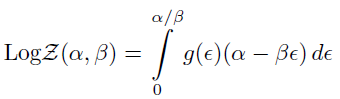 Log𝒵(α, β) = ∫₀^{α/β} g(ϵ)(α − βϵ) dϵ